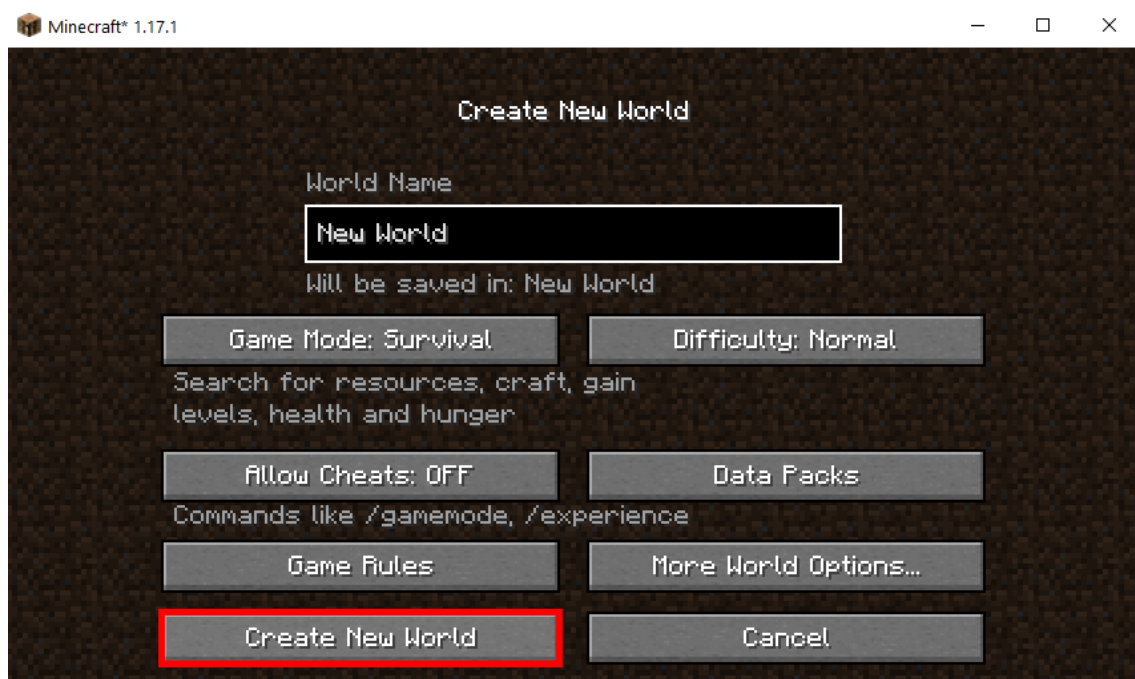 Minecraft* 1.17.1
Create New World
World Name
New World
Will be saved in: New World
Game Mode: Survival
Difficulty: Normal
Search for resources, craft, gain
levels, health and hunger
Allow Cheats: OFF
Data Packs
Commands like /gamemode, /experience
Game Rules
More World Options...
Create New World
Cancel